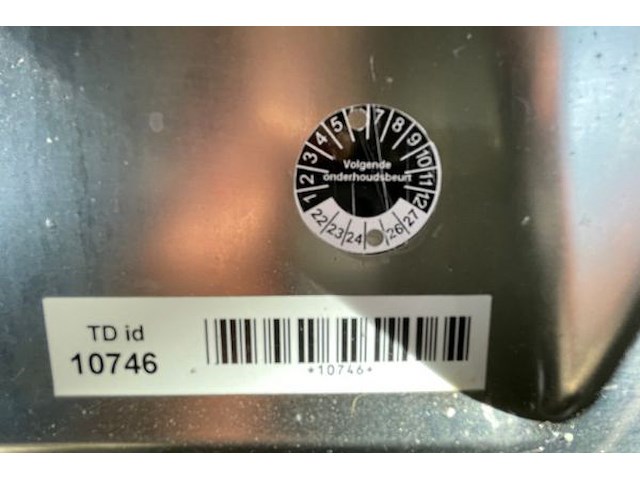 1 2 3 4 5 7 8 9 10 11 12
Volgende
onderhoudsbeurt
22 23 24 26 27
TD id
10746
*10746*